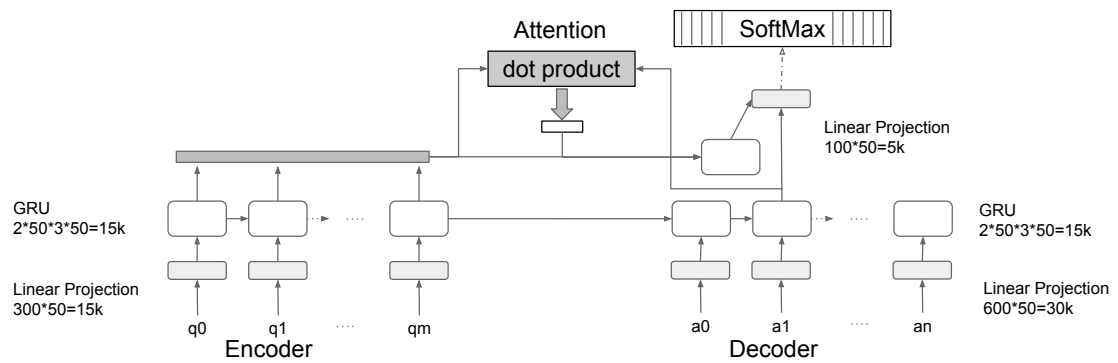 Attention
SoftMax
dot product
Linear Projection
100*50=5k
GRU
2*50*3*50=15k
....
....
GRU
2*50*3*50=15k
Linear Projection
300*50=15k
Linear Projection
600*50=30k
q0 q1 .... qm
a0 a1 .... an
Encoder
Decoder